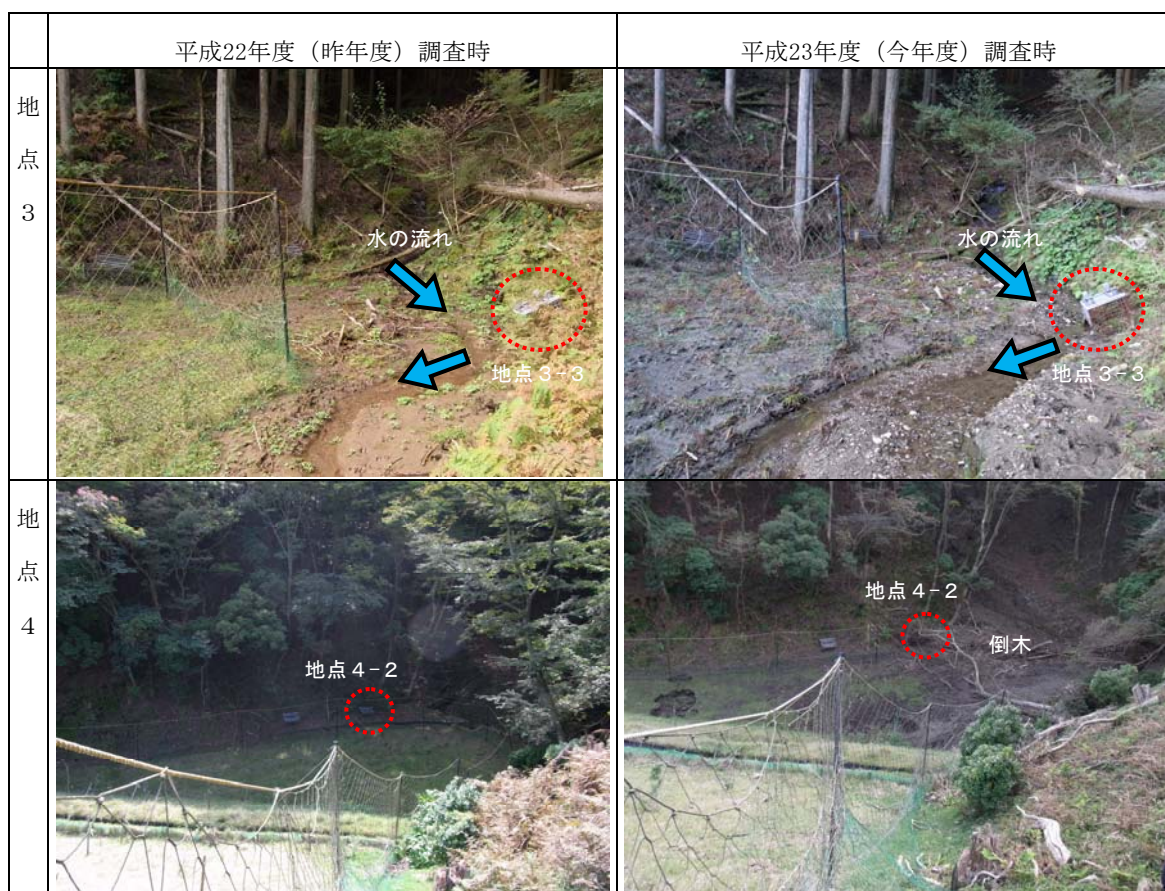 平成22年度（昨年度）調査時
平成23年度（今年度）調査時
地点３
水の流れ
地点３-３
水の流れ
地点３-３
地点４
地点４-２
地点４-２
倒木